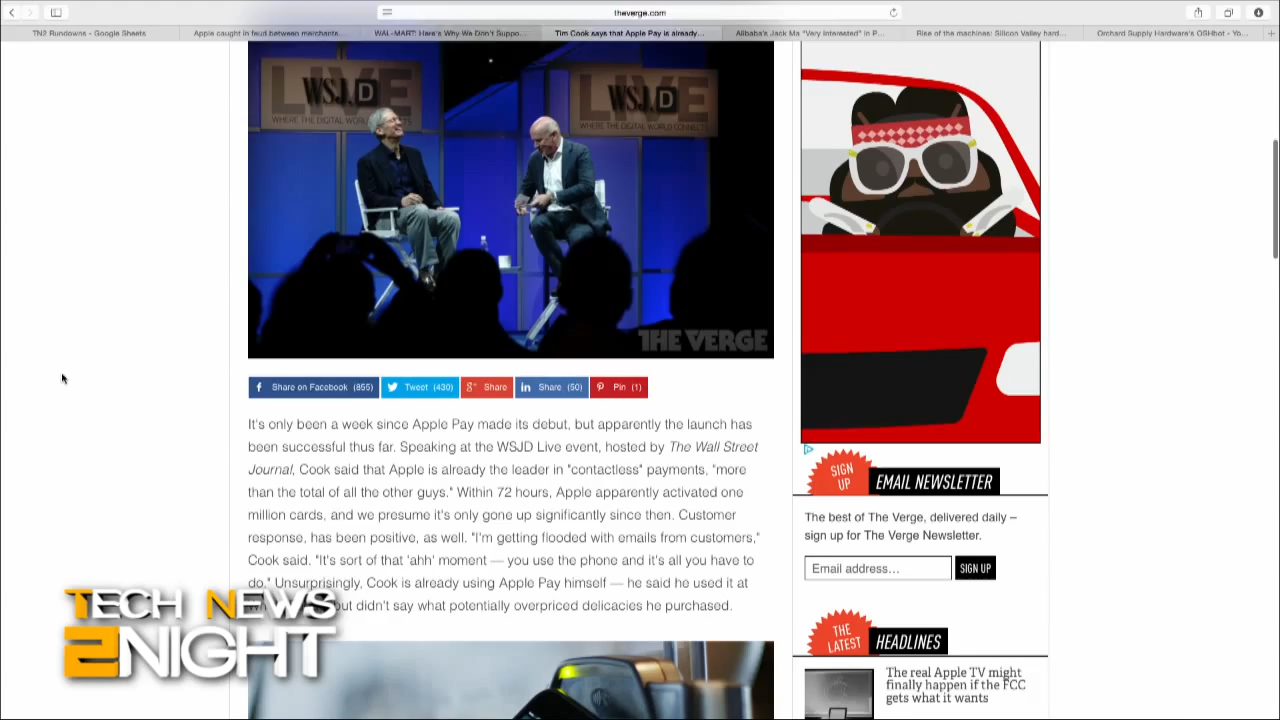 theverge.com
TN2 Rundowns - Google Sheets
Apple caught in feud between merchants...
WAL-MART: Here's Why We Don't Suppo...
Tim Cook says that Apple Pay is already...
Alibaba's Jack Ma "Very Interested" in P...
Rise of the machines: Silicon Valley hard...
Orchard Supply Hardware's OSHbot - Yo...
LIVE
WSJ.D
WHERE THE DIGITAL WORLD CONNECTS
LIVE
WSJ.D
WHERE THE DIGITAL WORLD CONNECTS
THE VERGE
Share on Facebook (855)
Tweet (430)
Share
Share (50)
Pin (1)
It's only been a week since Apple Pay made its debut, but apparently the launch has
been successful thus far. Speaking at the WSJD Live event, hosted by The Wall Street
Journal, Cook said that Apple is already the leader in "contactless" payments, "more
than the total of all the other guys." Within 72 hours, Apple apparently activated one
million cards, and we presume it's only gone up significantly since then. Customer
response, has been positive, as well. "I'm getting flooded with emails from customers,"
Cook said. "It's sort of that 'ahh' moment — you use the phone and it's all you have to
do." Unsurprisingly, Cook is already using Apple Pay himself — he said he used it at
but didn't say what potentially overpriced delicacies he purchased.
SIGN UP
EMAIL NEWSLETTER
The best of The Verge, delivered daily –
sign up for The Verge Newsletter.
Email address...
SIGN UP
THE LATEST
HEADLINES
The real Apple TV might
finally happen if the FCC
gets what it wants
TECH NEWS
2NIGHT